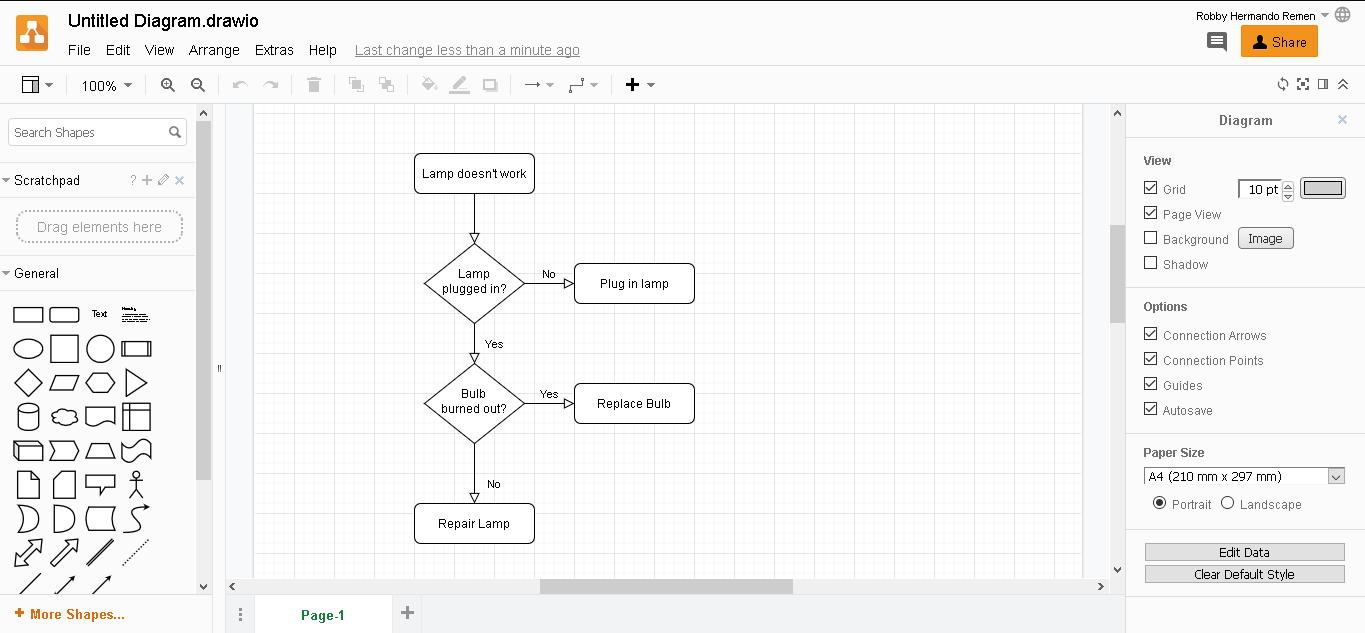 Untitled Diagram.drawio
Robby Hermando Remen
File Edit View Arrange Extras Help Last change less than a minute ago
Share
100%
Search Shapes
Scratchpad ?
Drag elements here
General
Text
Heading
More Shapes...
Lamp doesn't work
Lamp
plugged in?
No
Plug in lamp
Yes
Bulb
burned out?
Yes
Replace Bulb
No
Repair Lamp
Page-1
Diagram
View
Grid 10 pt
Page View
Background Image
Shadow
Options
Connection Arrows
Connection Points
Guides
Autosave
Paper Size
A4 (210 mm x 297 mm)
Portrait Landscape
Edit Data
Clear Default Style